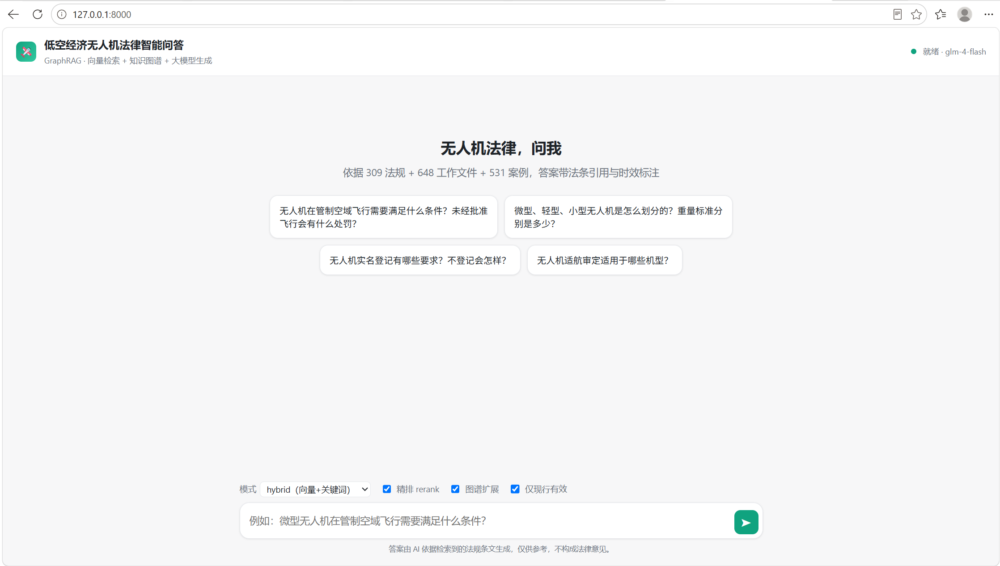 127.0.0.1:8000
低空经济无人机法律智能问答
GraphRAG · 向量检索 + 知识图谱 + 大模型生成
就绪 · glm-4-flash
无人机法律，问我
依据 309 法规 + 648 工作文件 + 531 案例，答案带法条引用与时效标注
无人机在管制空域飞行需要满足什么条件？未经批准
飞行会有什么处罚？
微型、轻型、小型无人机是怎么划分的？重量标准分
别是多少？
无人机实名登记有哪些要求？不登记会怎样？
无人机适航审定适用于哪些机型？
模式 hybrid（向量+关键词） 精排 rerank 图谱扩展 仅现行有效
例如：微型无人机在管制空域飞行需要满足什么条件？
答案由 AI 依据检索到的法规条文生成，仅供参考，不构成法律意见。